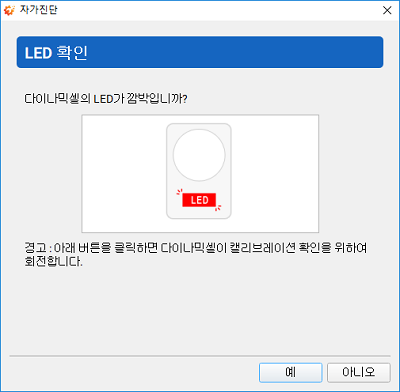 자가진단
LED 확인
다이나믹셀의 LED가 깜박입니까?
LED
경고 : 아래 버튼을 클릭하면 다이나믹셀이 캘리브레이션 확인을 위하여
회전합니다.
예
아니오